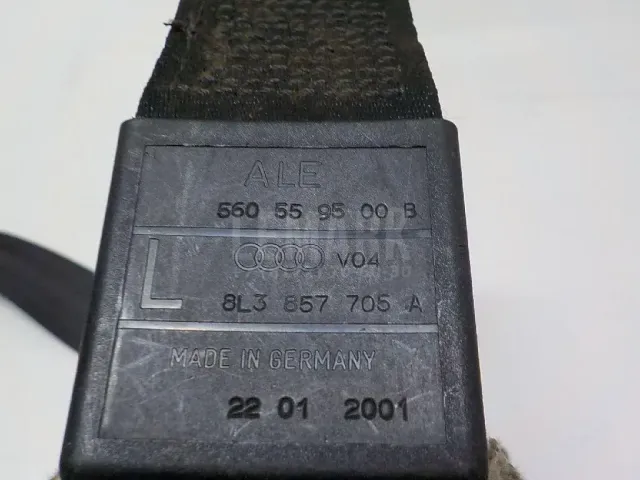 ALE
560 55 95 00 B
V04
L
8L3 857 705 A
MADE IN GERMANY
22 01 2001